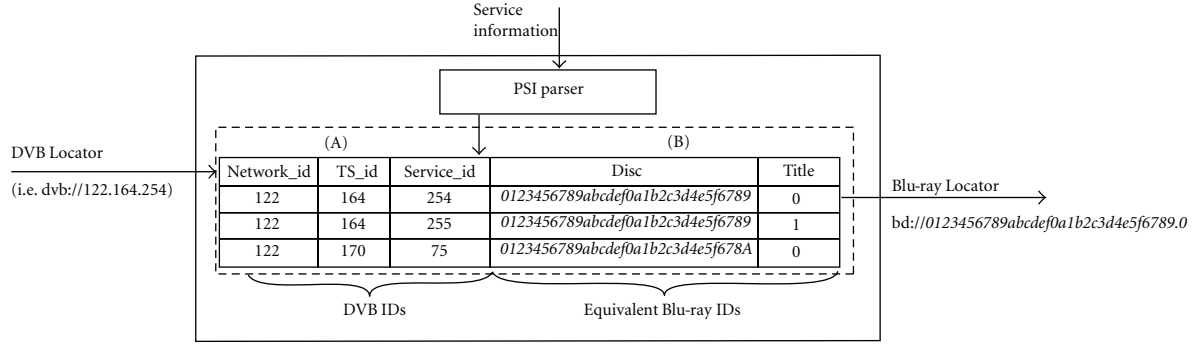 Service
information
PSI parser
(A) (B)
DVB Locator
(i.e. dvb://122.164.254)
Network_id TS_id Service_id Disc Title
122 164 254 0123456789abcdef0a1b2c3d4e5f6789 0
122 164 255 0123456789abcdef0a1b2c3d4e5f6789 1
122 170 75 0123456789abcdef0a1b2c3d4e5f678A 0
Blu-ray Locator
bd://0123456789abcdef0a1b2c3d4e5f6789.0
DVB IDs Equivalent Blu-ray IDs